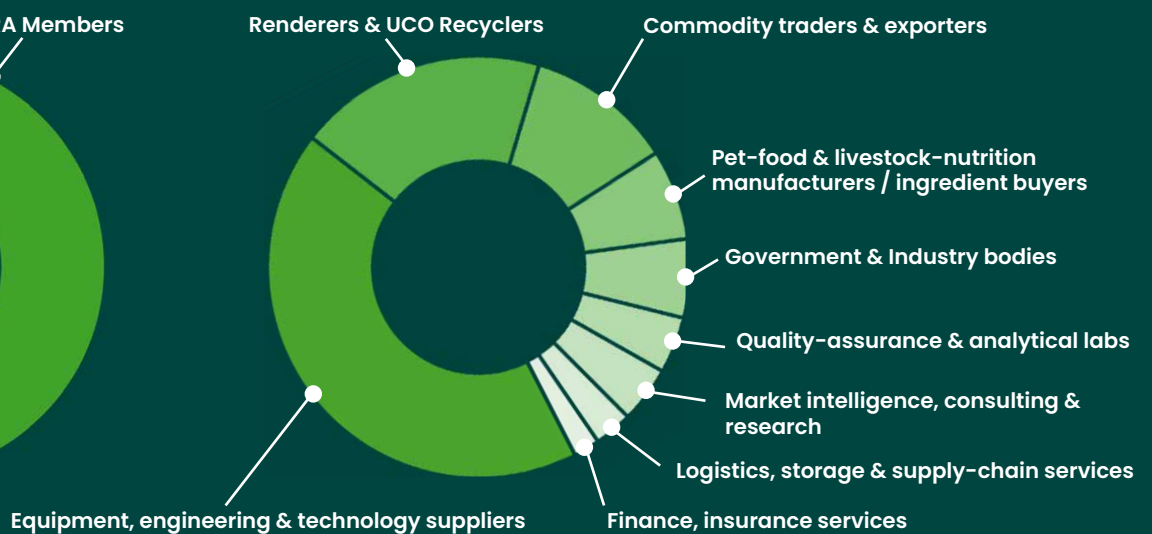 A Members
Renderers & UCO Recyclers
Commodity traders & exporters
Pet-food & livestock-nutrition
manufacturers / ingredient buyers
Government & Industry bodies
Quality-assurance & analytical labs
Market intelligence, consulting &
research
Logistics, storage & supply-chain services
Equipment, engineering & technology suppliers
Finance, insurance services